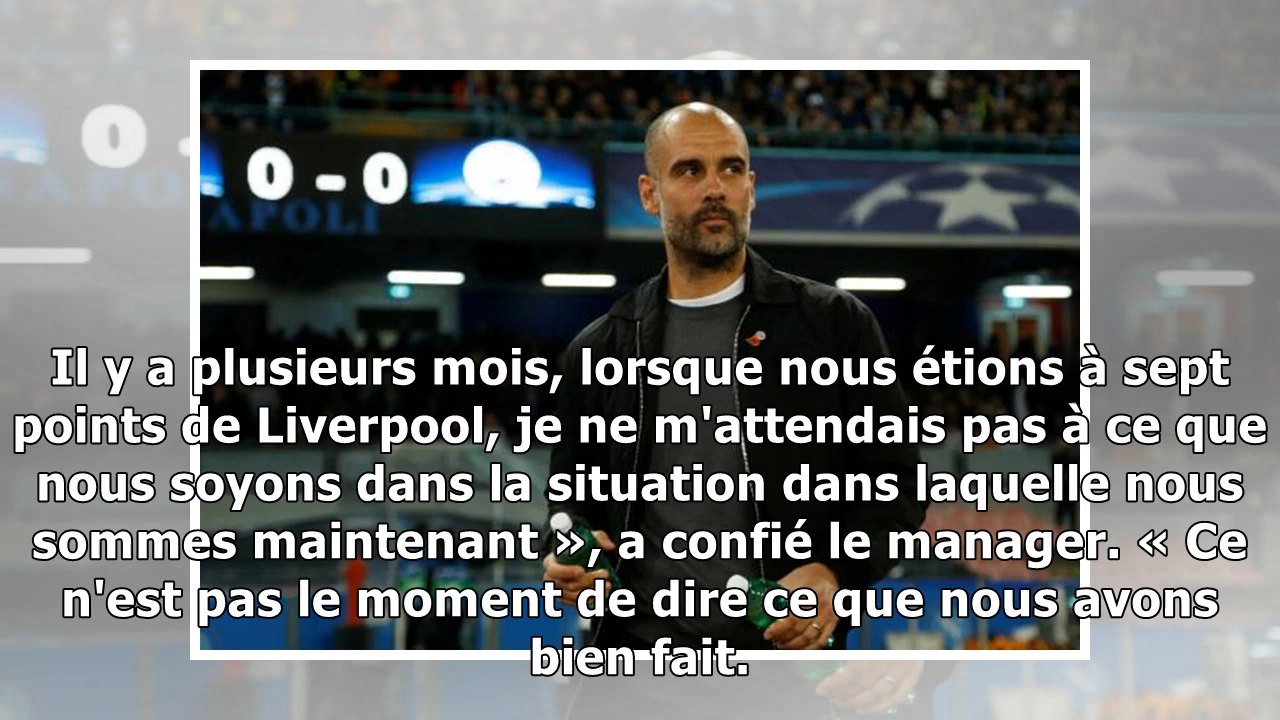 0 - 0
APOLI
Il y a plusieurs mois, lorsque nous étions à sept
points de Liverpool, je ne m'attendais pas à ce que
nous soyons dans la situation dans laquelle nous
sommes maintenant », a confié le manager. « Ce
n'est pas le moment de dire ce que nous avons
bien fait.